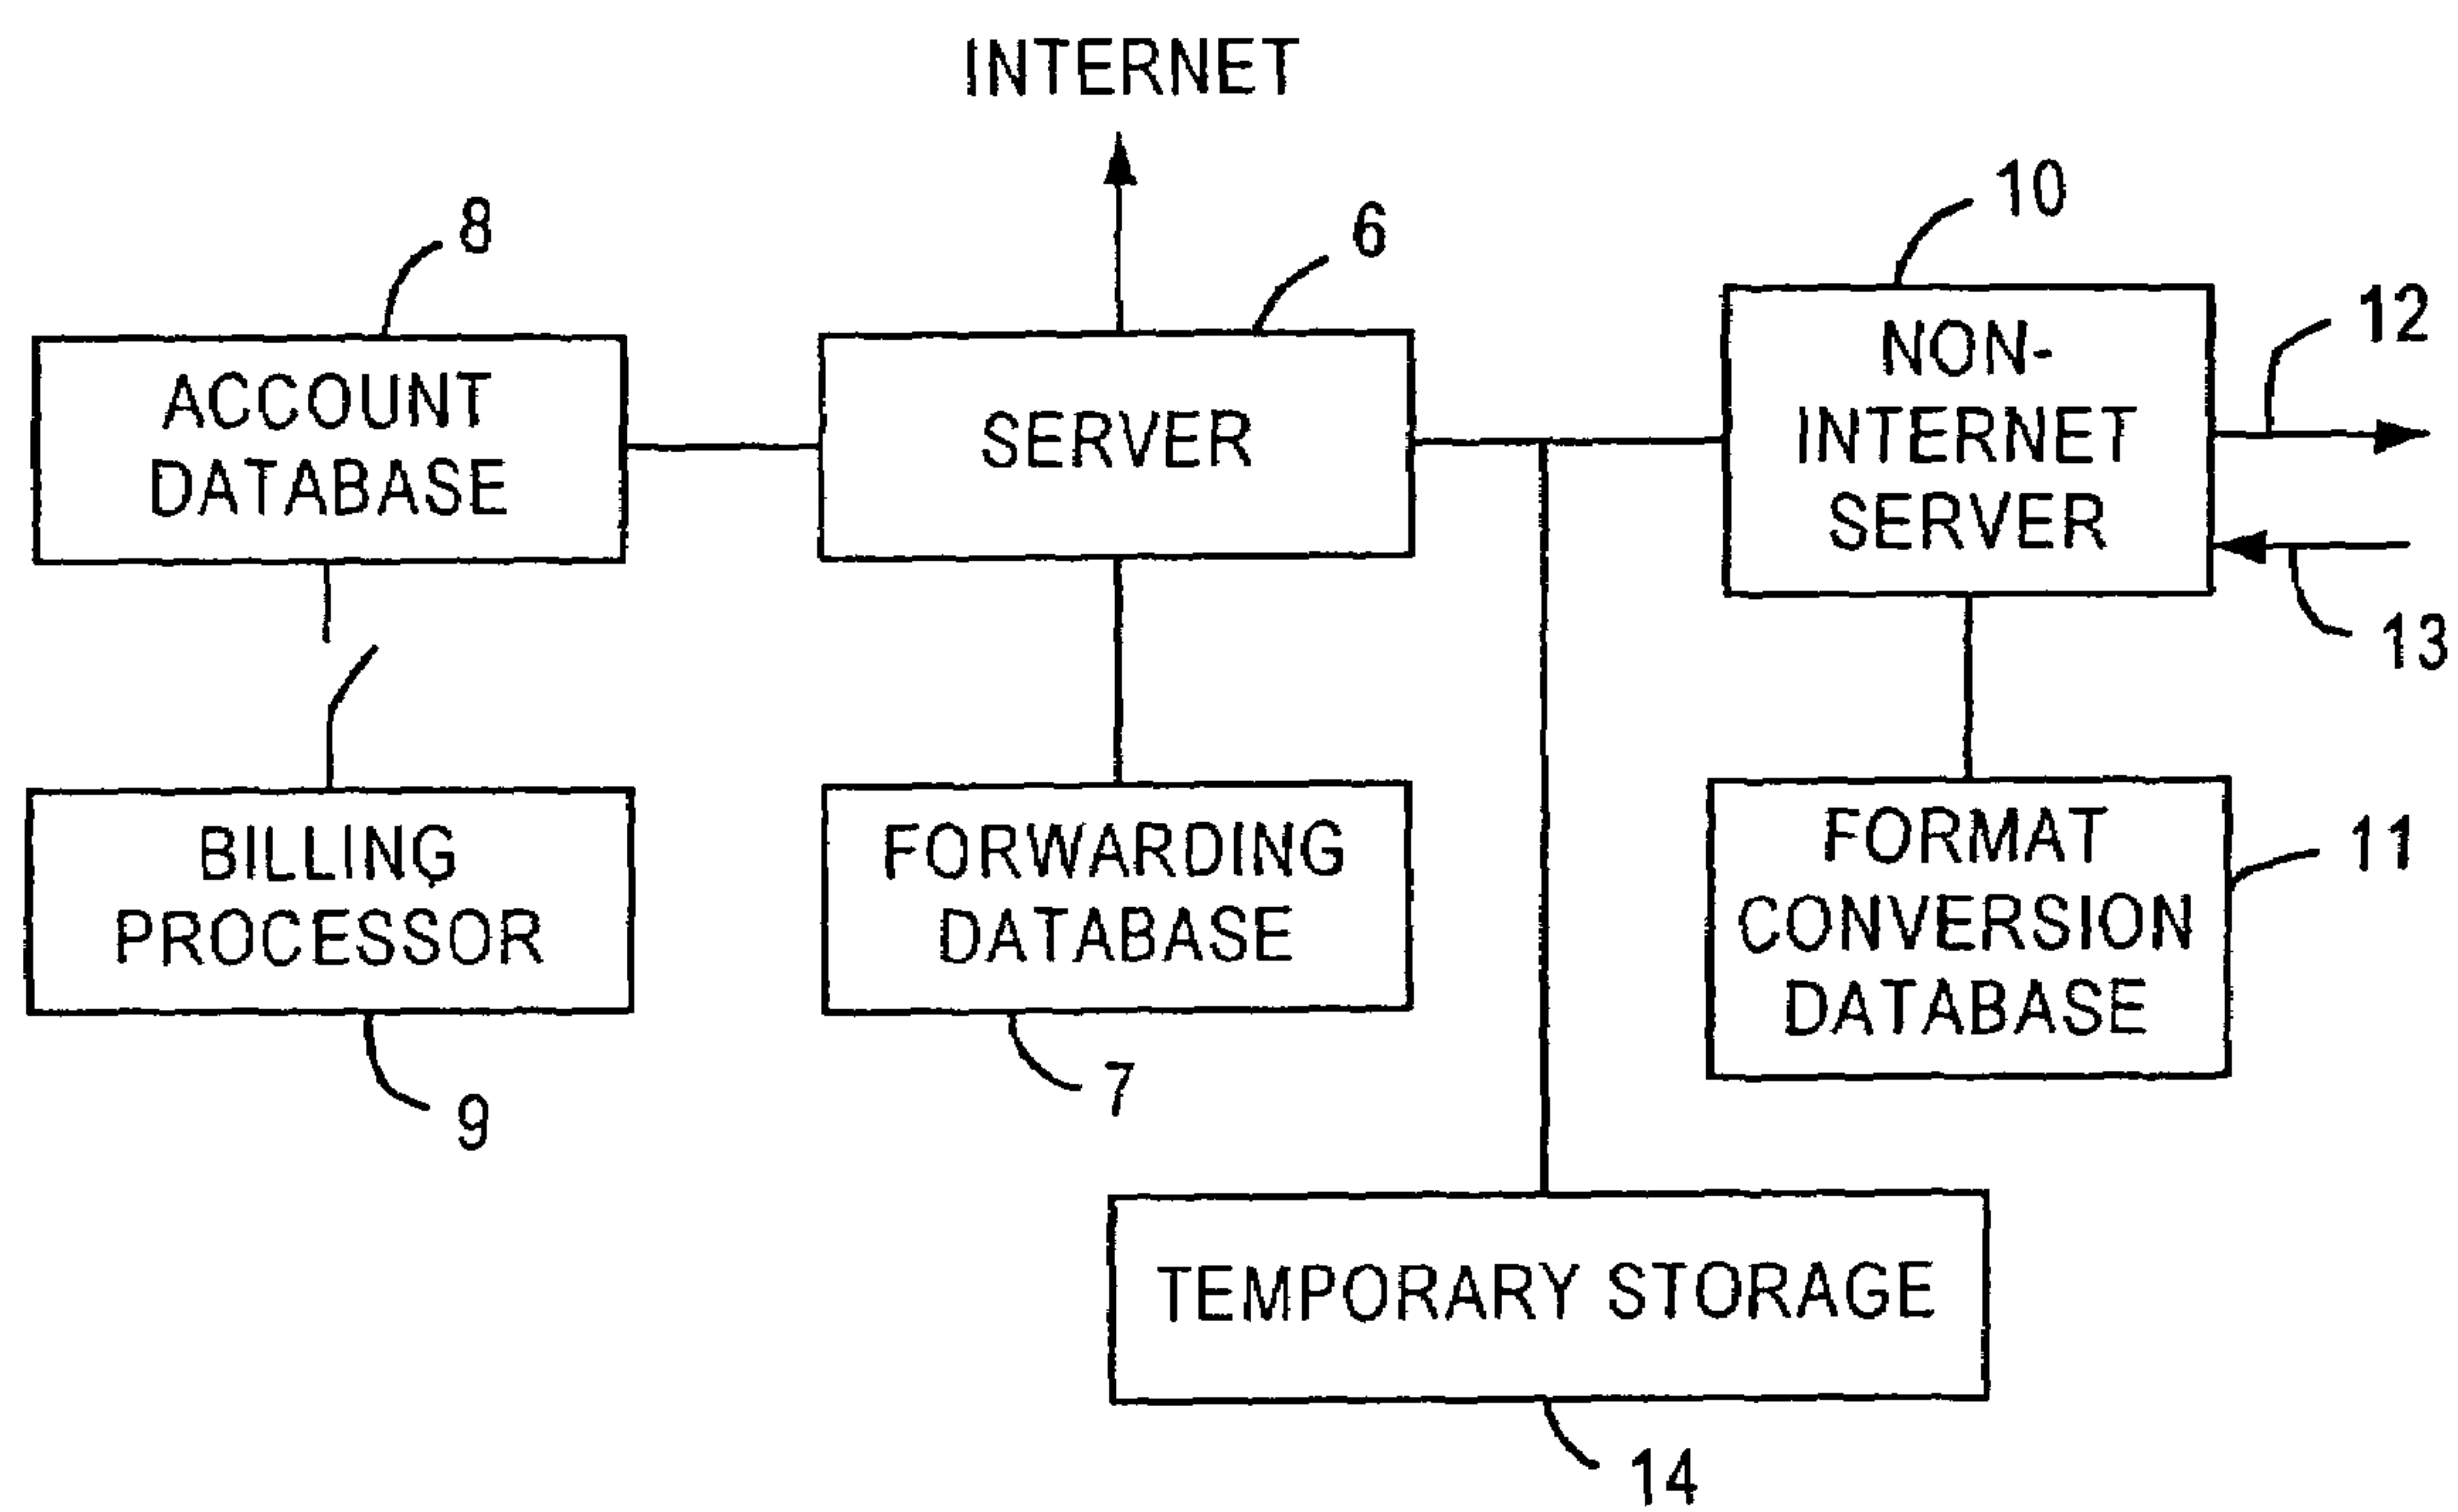 INTERNET
8
6
10
12
ACCOUNT
DATABASE
SERVER
NON-
INTERNET
SERVER
13
BILLING
PROCESSOR
9
FORWARDING
DATABASE
7
FORMAT
CONVERSION
DATABASE
11
TEMPORARY STORAGE
14